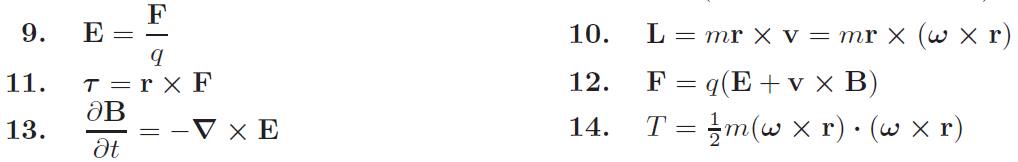 9. E = F/q 10. L = mr × v = mr × (ω × r)
11. τ = r × F 12. F = q(E + v × B)
13. ∂B/∂t = −∇ × E 14. T = ½m(ω × r) · (ω × r)